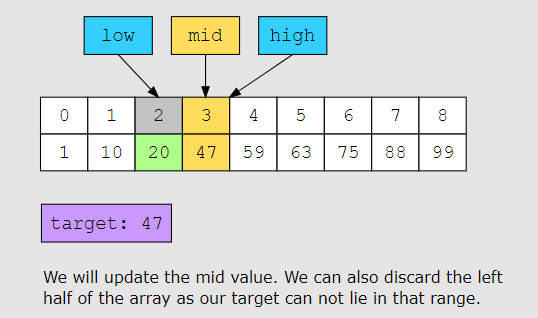 low mid high
0 1 2 3 4 5 6 7 8
1 10 20 47 59 63 75 88 99
target: 47
We will update the mid value. We can also discard the left
half of the array as our target can not lie in that range.